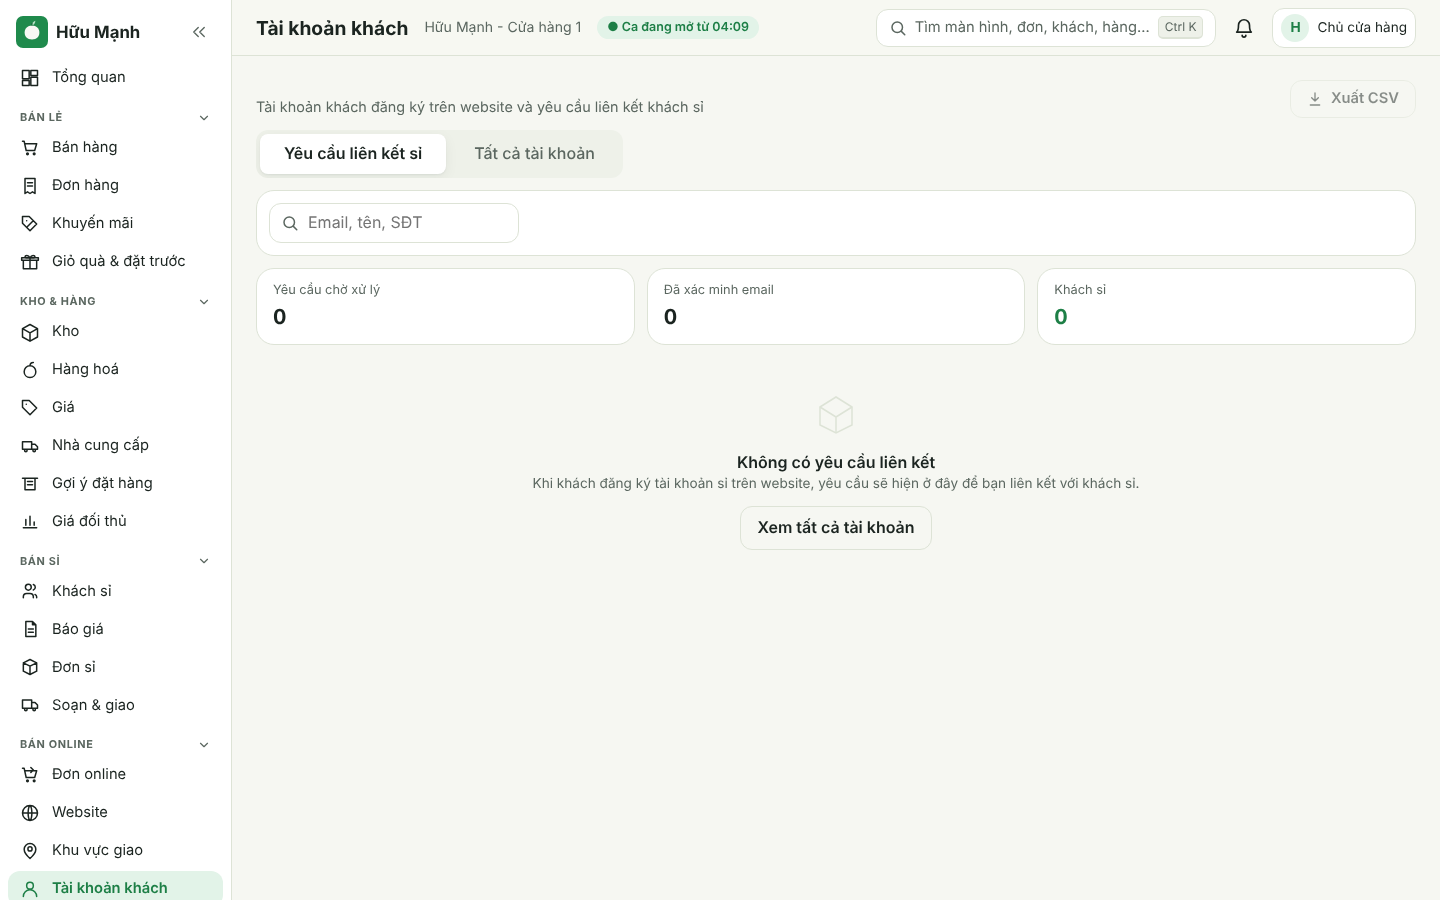 Hữu Mạnh
Tổng quan
BÁN LẺ
Bán hàng
Đơn hàng
Khuyến mãi
Giỏ quà & đặt trước
KHO & HÀNG
Kho
Hàng hoá
Giá
Nhà cung cấp
Gợi ý đặt hàng
Giá đối thủ
BÁN SỈ
Khách sỉ
Báo giá
Đơn sỉ
Soạn & giao
BÁN ONLINE
Đơn online
Website
Khu vực giao
Tài khoản khách
Tài khoản khách Hữu Mạnh - Cửa hàng 1 Ca đang mở từ 04:09 Tìm màn hình, đơn, khách, hàng... Ctrl K H Chủ cửa hàng
Tài khoản khách đăng ký trên website và yêu cầu liên kết khách sỉ Xuất CSV
Yêu cầu liên kết sỉ Tất cả tài khoản
Email, tên, SĐT
Yêu cầu chờ xử lý
0
Đã xác minh email
0
Khách sỉ
0
Không có yêu cầu liên kết
Khi khách đăng ký tài khoản sỉ trên website, yêu cầu sẽ hiện ở đây để bạn liên kết với khách sỉ.
Xem tất cả tài khoản